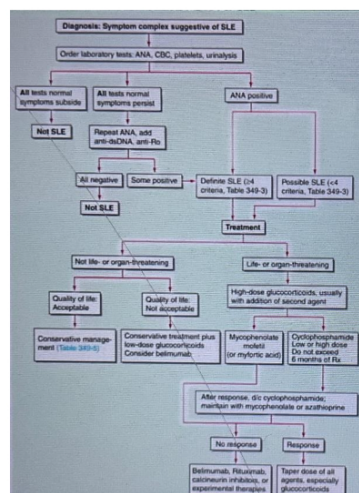 Diagnosis: Symptom complex suggestive of SLE
Order laboratory tests: ANA, CBC, platelets, urinalysis
All tests normal
symptoms subside
All tests normal
symptoms persist
ANA positive
Not SLE
Repeat ANA, add
anti-dsDNA, anti-Ro
All negative
Some positive
Definite SLE (≥4
criteria, Table 349-3)
Possible SLE (<4
criteria, Table 349-3)
Not SLE
Treatment
Not life- or organ-threatening
Life- or organ-threatening
Quality of life:
Acceptable
Quality of life:
Not acceptable
High-dose glucocorticoids, usually
with addition of second agent
Conservative manage-
ment (Table 349-5)
Conservative treatment plus
low-dose glucocorticoids
Consider belimumab
Mycophenolate
mofetil
(or myfortic acid)
Cyclophosphamide
Low or high dose
Do not exceed
6 months of Rx
After response, d/c cyclophosphamide;
maintain with mycophenolate or azathioprine
No response
Response
Belimumab, Rituximab,
calcineurin inhibitors, or
experimental therapies
Taper dose of all
agents, especially
glucocorticoids